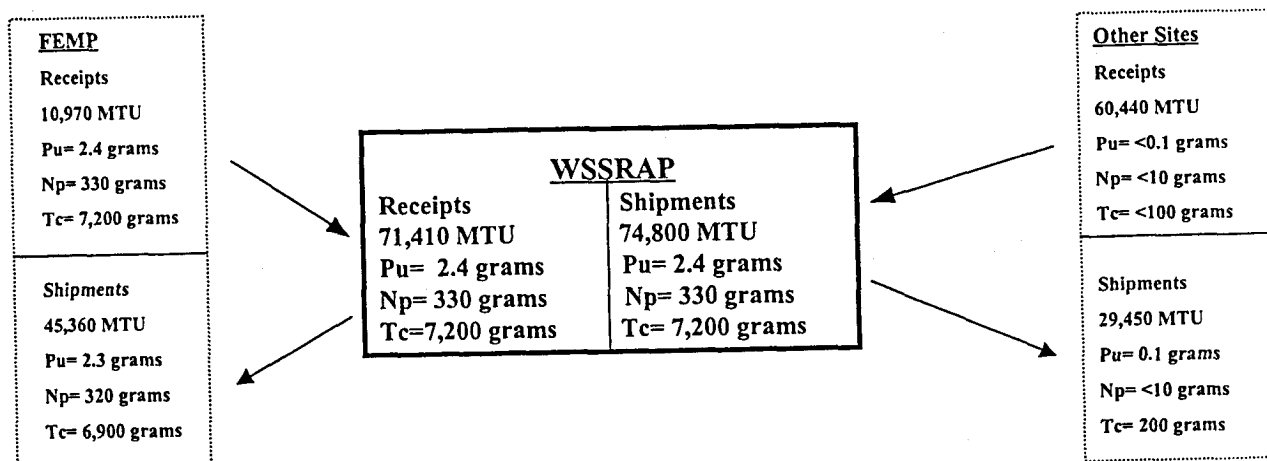 FEMP
Receipts
10,970 MTU
Pu= 2.4 grams
Np= 330 grams
Tc= 7,200 grams
Shipments
45,360 MTU
Pu= 2.3 grams
Np= 320 grams
Tc= 6,900 grams
WSSRAP
Receipts
71,410 MTU
Pu= 2.4 grams
Np= 330 grams
Tc=7,200 grams
Shipments
74,800 MTU
Pu= 2.4 grams
Np= 330 grams
Tc= 7,200 grams
Other Sites
Receipts
60,440 MTU
Pu= <0.1 grams
Np= <10 grams
Tc= <100 grams
Shipments
29,450 MTU
Pu= 0.1 grams
Np= <10 grams
Tc= 200 grams